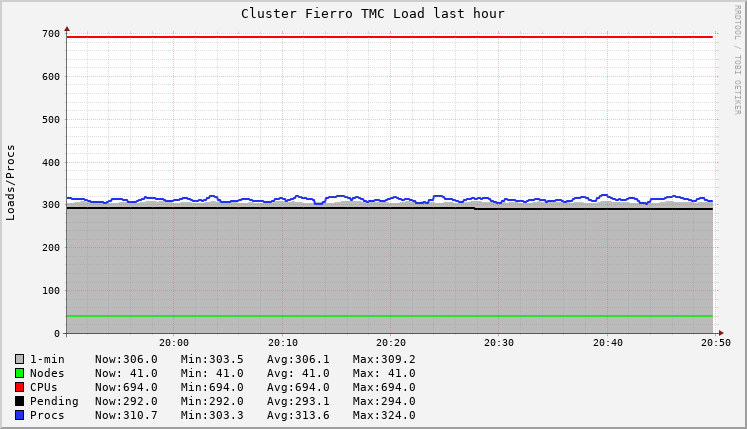 Cluster Fierro TMC Load last hour
RRDTOOL / TOBI OETIKER
Loads/Procs
700
600
500
400
300
200
100
0
20:00 20:10 20:20 20:30 20:40 20:50
1-min Now:306.0 Min:303.5 Avg:306.1 Max:309.2
Nodes Now: 41.0 Min: 41.0 Avg: 41.0 Max: 41.0
CPUs Now:694.0 Min:694.0 Avg:694.0 Max:694.0
Pending Now:292.0 Min:292.0 Avg:293.1 Max:294.0
Procs Now:310.7 Min:303.3 Avg:313.6 Max:324.0